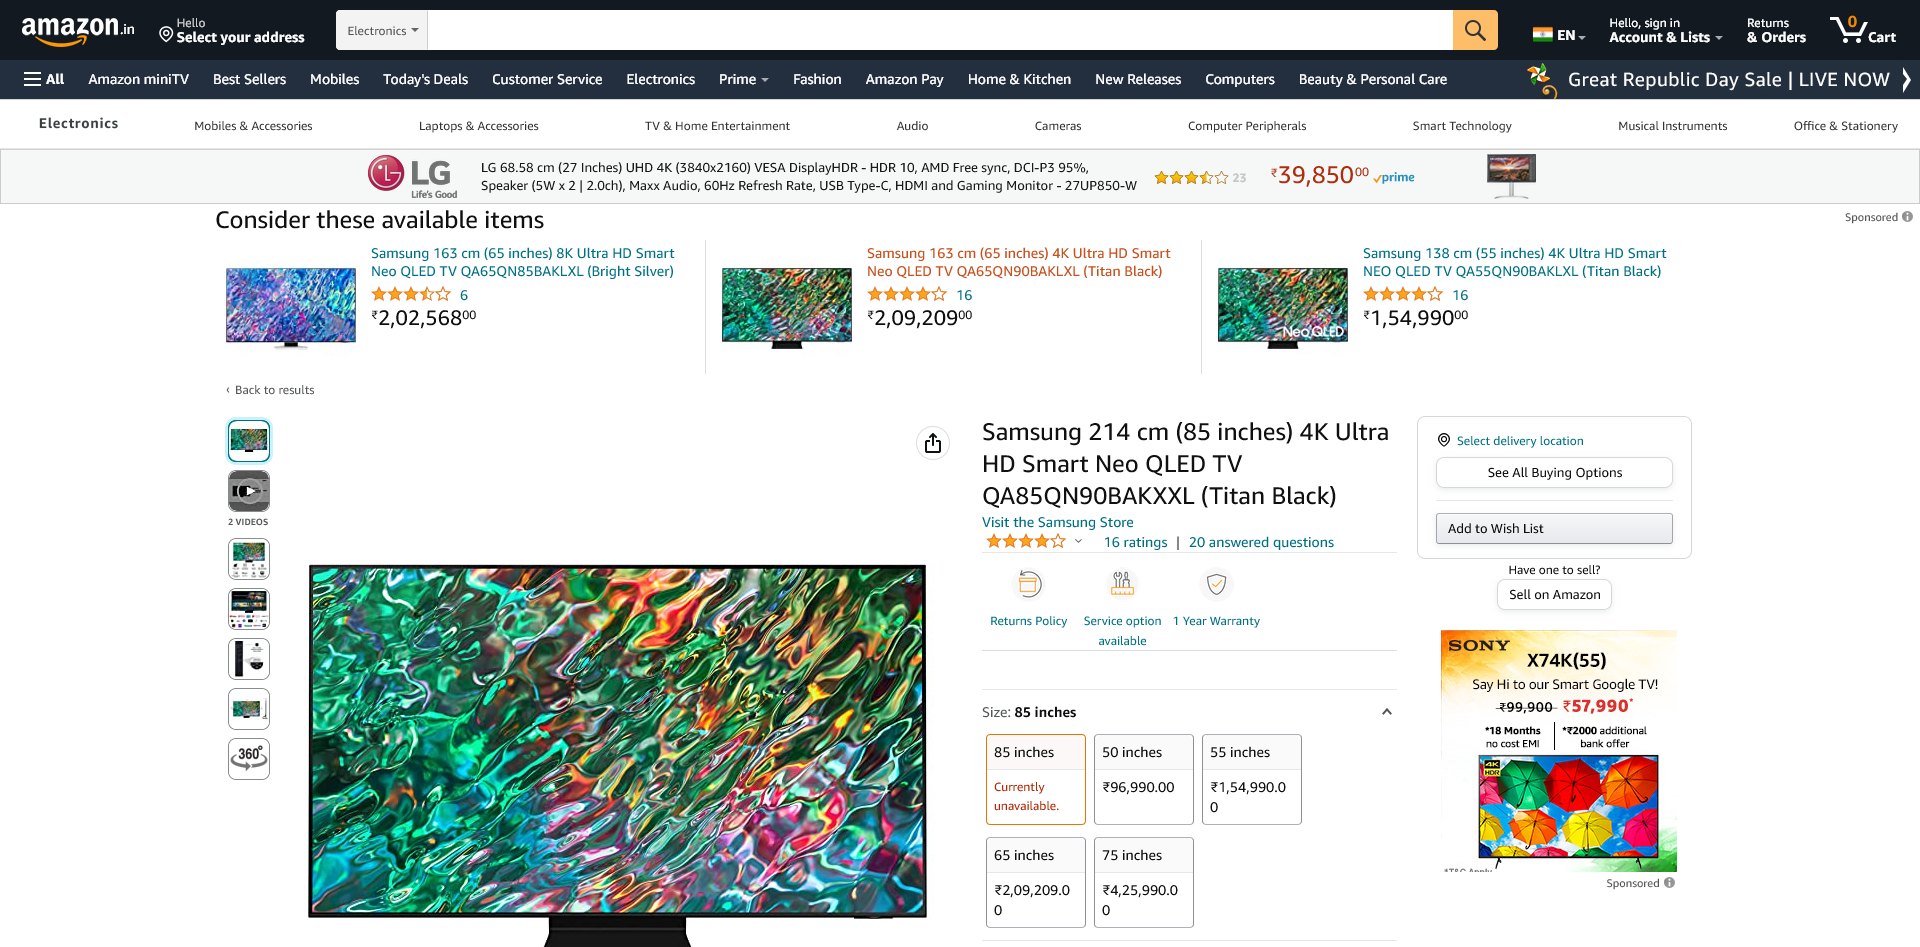 amazon.in
Hello
Select your address
Electronics
EN
Hello, sign in
Account & Lists
Returns
& Orders
0
Cart
All
Amazon miniTV
Best Sellers
Mobiles
Today's Deals
Customer Service
Electronics
Prime
Fashion
Amazon Pay
Home & Kitchen
New Releases
Computers
Beauty & Personal Care
Great Republic Day Sale | LIVE NOW
Electronics
Mobiles & Accessories
Laptops & Accessories
TV & Home Entertainment
Audio
Cameras
Computer Peripherals
Smart Technology
Musical Instruments
Office & Stationery
LG
Life's Good
LG 68.58 cm (27 Inches) UHD 4K (3840x2160) VESA DisplayHDR - HDR 10, AMD Free sync, DCI-P3 95%,
Speaker (5W x 2 | 2.0ch), Maxx Audio, 60Hz Refresh Rate, USB Type-C, HDMI and Gaming Monitor - 27UP850-W
23
₹39,85000
prime
Consider these available items
Sponsored
Samsung 163 cm (65 inches) 8K Ultra HD Smart
Neo QLED TV QA65QN85BAKLXL (Bright Silver)
6
₹2,02,56800
Samsung 163 cm (65 inches) 4K Ultra HD Smart
Neo QLED TV QA65QN90BAKLXL (Titan Black)
16
₹2,09,20900
Neo QLED
Samsung 138 cm (55 inches) 4K Ultra HD Smart
NEO QLED TV QA55QN90BAKLXL (Titan Black)
16
₹1,54,99000
‹ Back to results
2 VIDEOS
360°
Samsung 214 cm (85 inches) 4K Ultra
HD Smart Neo QLED TV
QA85QN90BAKXXL (Titan Black)
Visit the Samsung Store
16 ratings | 20 answered questions
Returns Policy
Service option
available
1 Year Warranty
Size: 85 inches
85 inches
Currently
unavailable.
50 inches
₹96,990.00
55 inches
₹1,54,990.0
0
65 inches
₹2,09,209.0
0
75 inches
₹4,25,990.0
0
Select delivery location
See All Buying Options
Add to Wish List
Have one to sell?
Sell on Amazon
SONY
X74K(55)
Say Hi to our Smart Google TV!
₹99,900 ₹57,990*
*18 Months
no cost EMI
*₹2000 additional
bank offer
4K
HDR
*T&C Apply
Sponsored